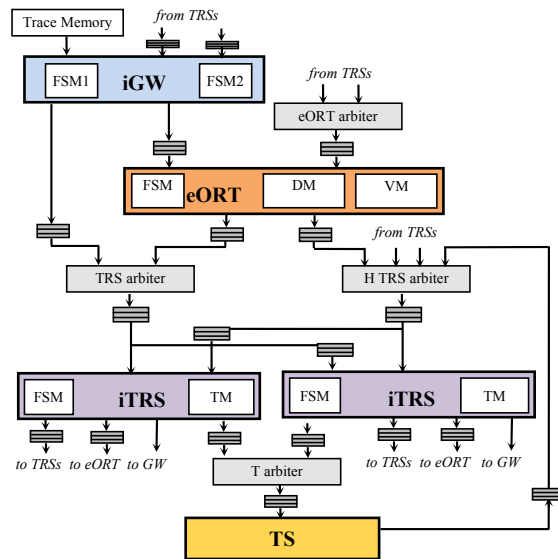 from TRSs
Trace Memory
FSM1
iGW
FSM2
from TRSs
eORT arbiter
FSM
eORT
DM
VM
from TRSs
TRS arbiter
H TRS arbiter
FSM
iTRS
TM
FSM
iTRS
TM
to TRSs
to eORT
to GW
to TRSs
to eORT
to GW
T arbiter
TS